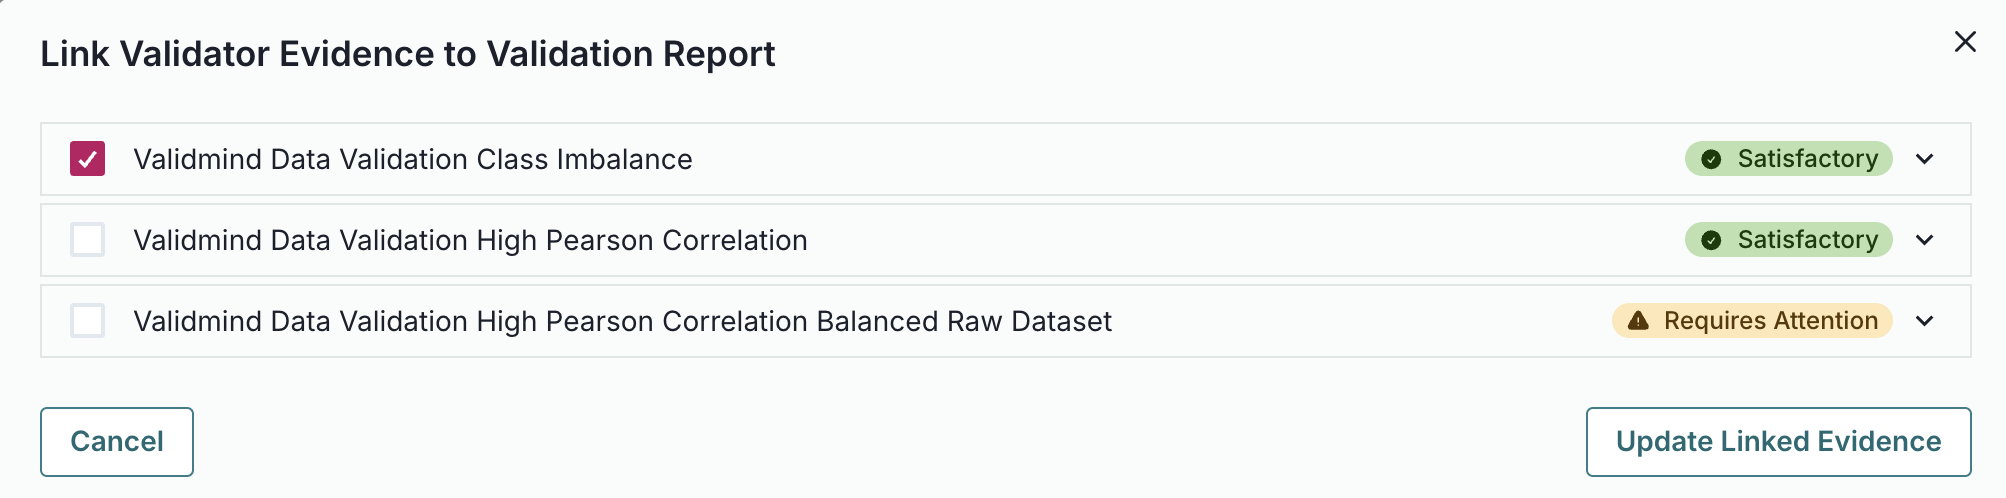 Link Validator Evidence to Validation Report
Validmind Data Validation Class Imbalance Satisfactory
Validmind Data Validation High Pearson Correlation Satisfactory
Validmind Data Validation High Pearson Correlation Balanced Raw Dataset Requires Attention
Cancel Update Linked Evidence